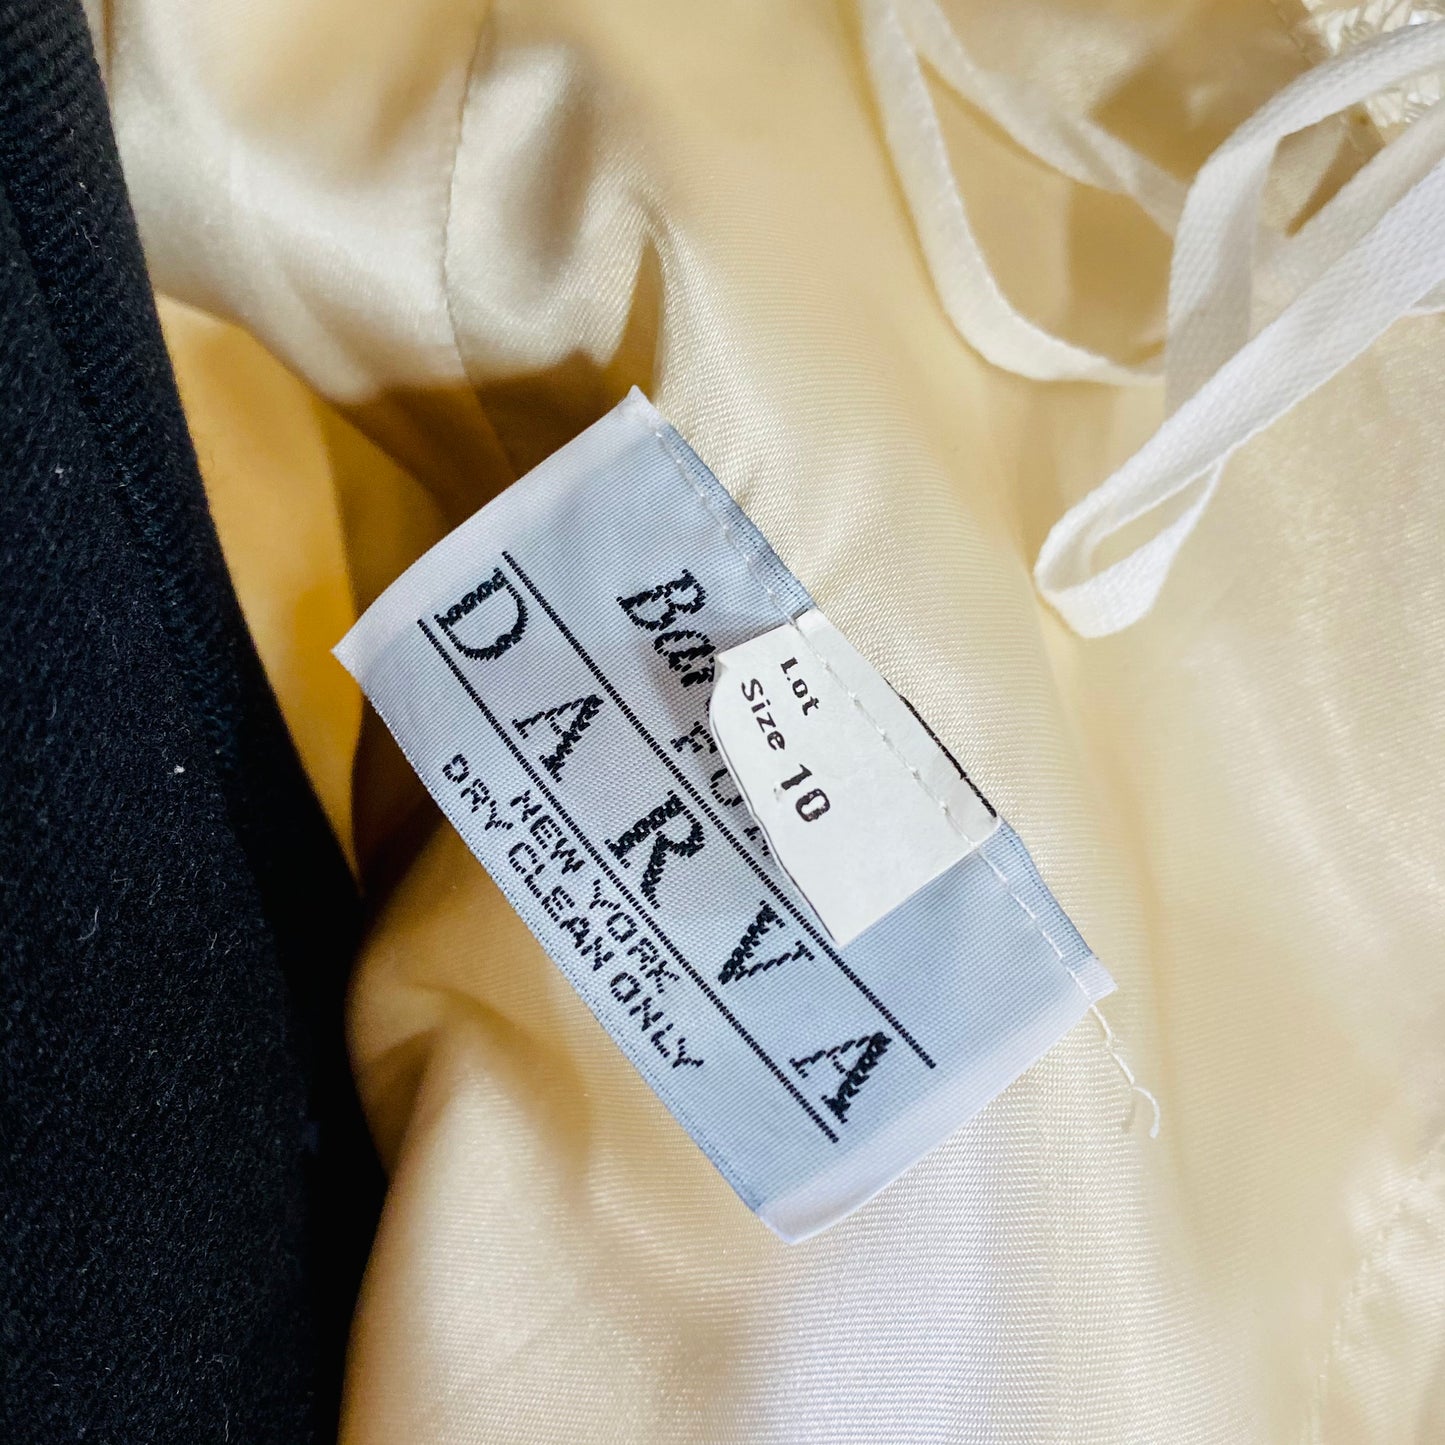 DARVA
NEW YORK
DRY CLEAN ONLY
Lot
Size 10